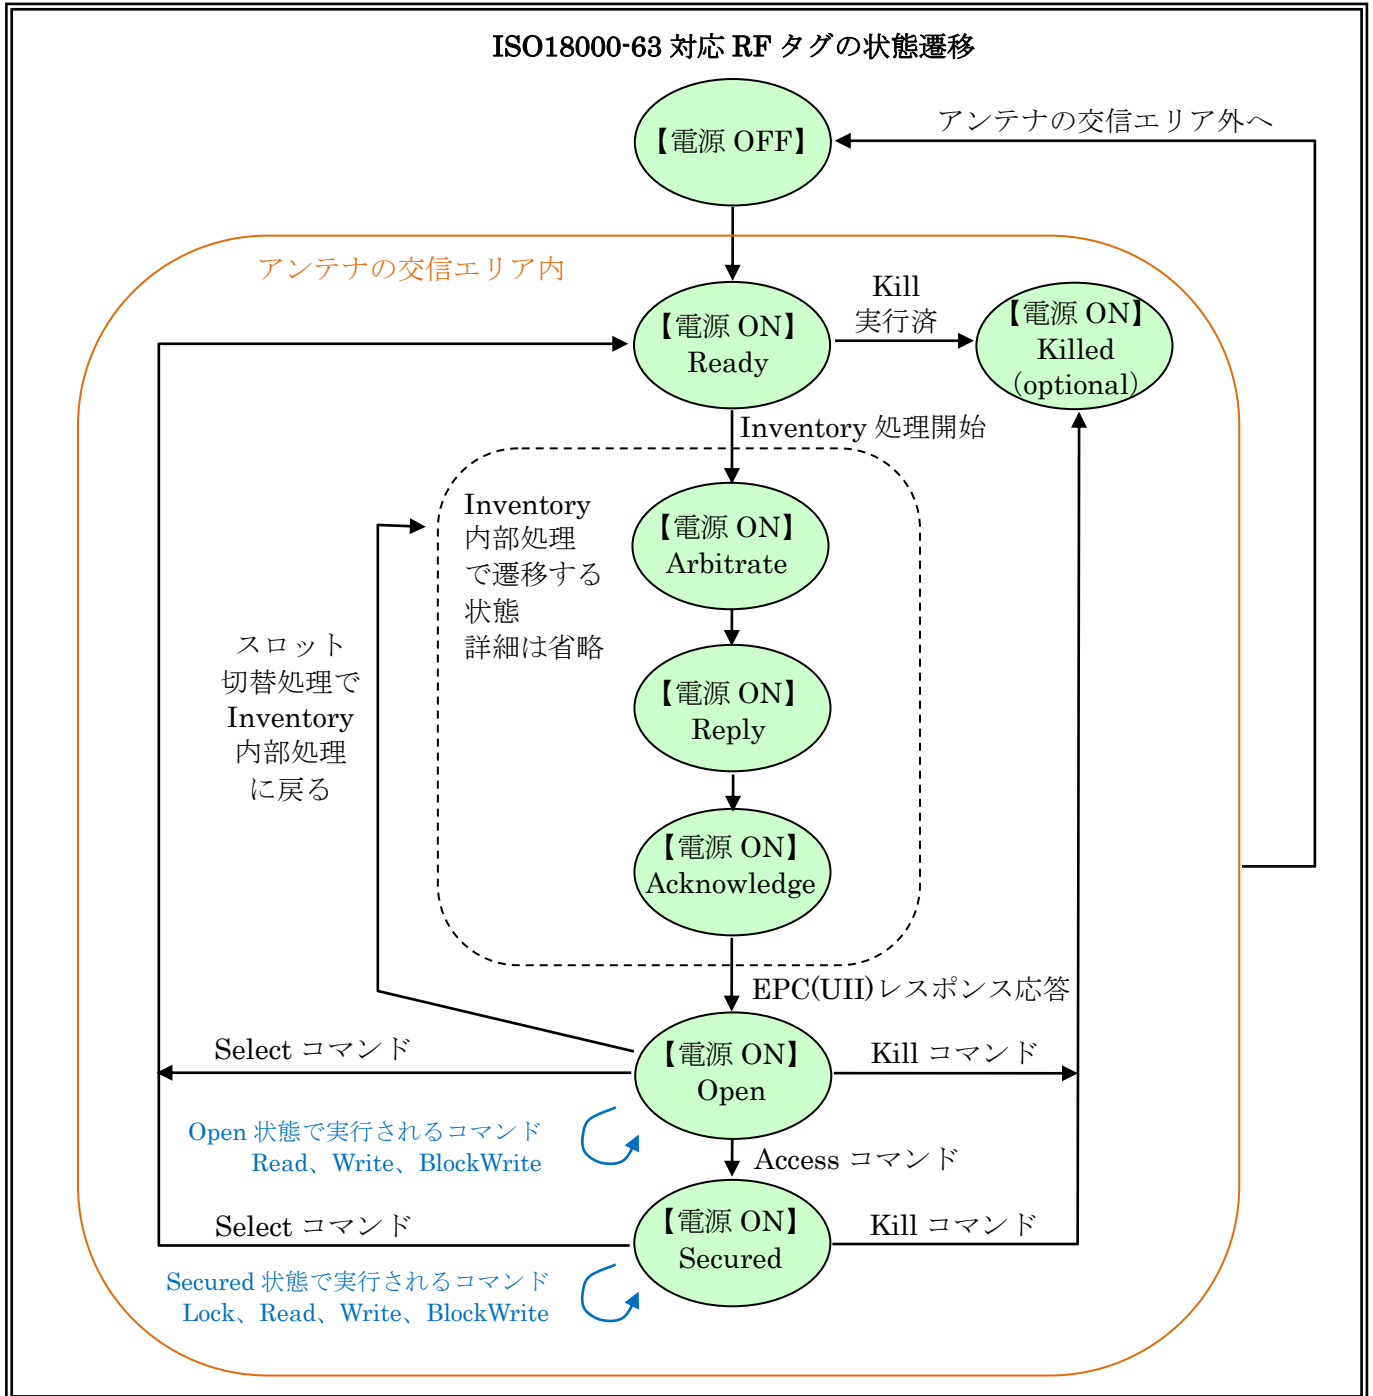 ISO18000-63 対応 RF タグの状態遷移
【電源 OFF】
アンテナの交信エリア外へ
アンテナの交信エリア内
【電源 ON】
Ready
Kill
実行済
【電源 ON】
Killed
(optional)
Inventory 処理開始
Inventory
内部処理
で遷移する
状態
詳細は省略
【電源 ON】
Arbitrate
スロット
切替処理で
Inventory
内部処理
に戻る
【電源 ON】
Reply
【電源 ON】
Acknowledge
EPC(UII)レスポンス応答
Select コマンド
【電源 ON】
Open
Kill コマンド
Open 状態で実行されるコマンド
Read、Write、BlockWrite
Access コマンド
Select コマンド
【電源 ON】
Secured
Kill コマンド
Secured 状態で実行されるコマンド
Lock、Read、Write、BlockWrite